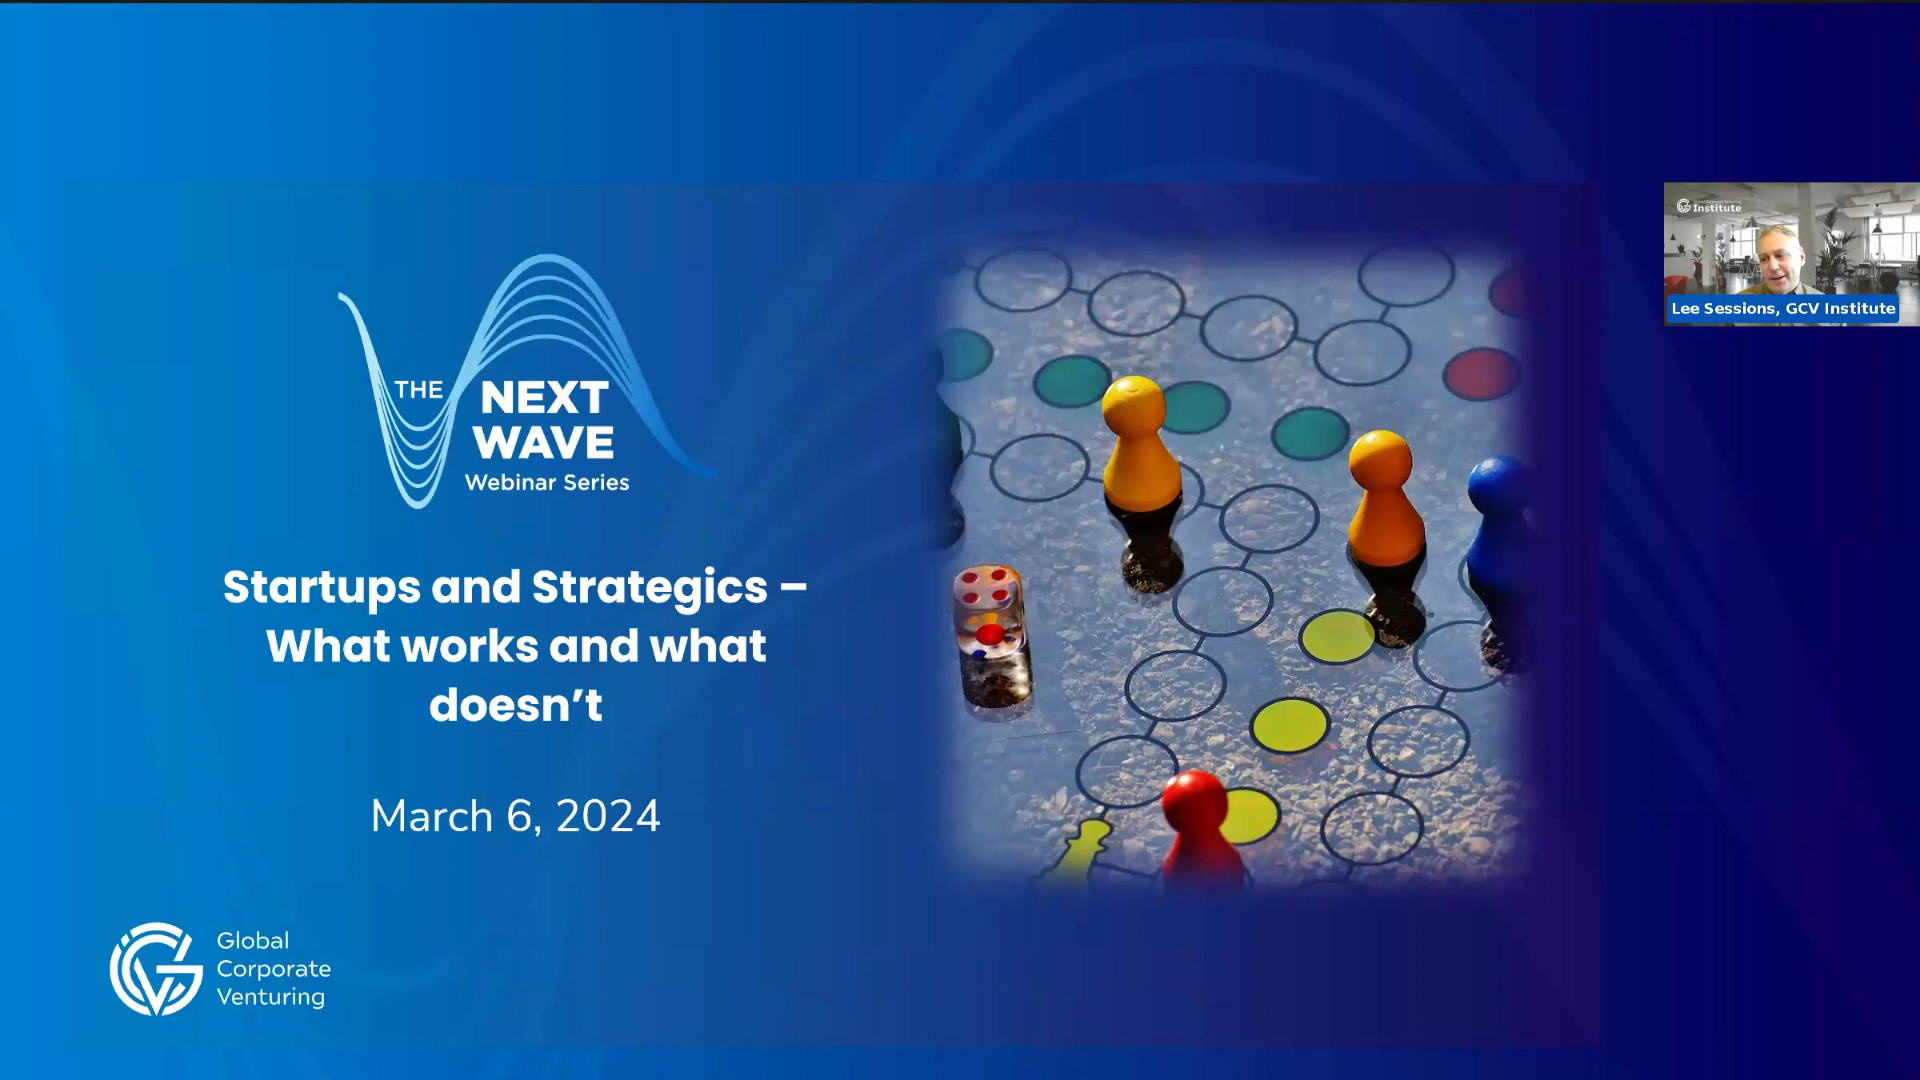 THE NEXT
WAVE
Webinar Series
Startups and Strategics –
What works and what
doesn’t
March 6, 2024
Global
Corporate
Venturing
Institute
Lee Sessions, GCV Institute